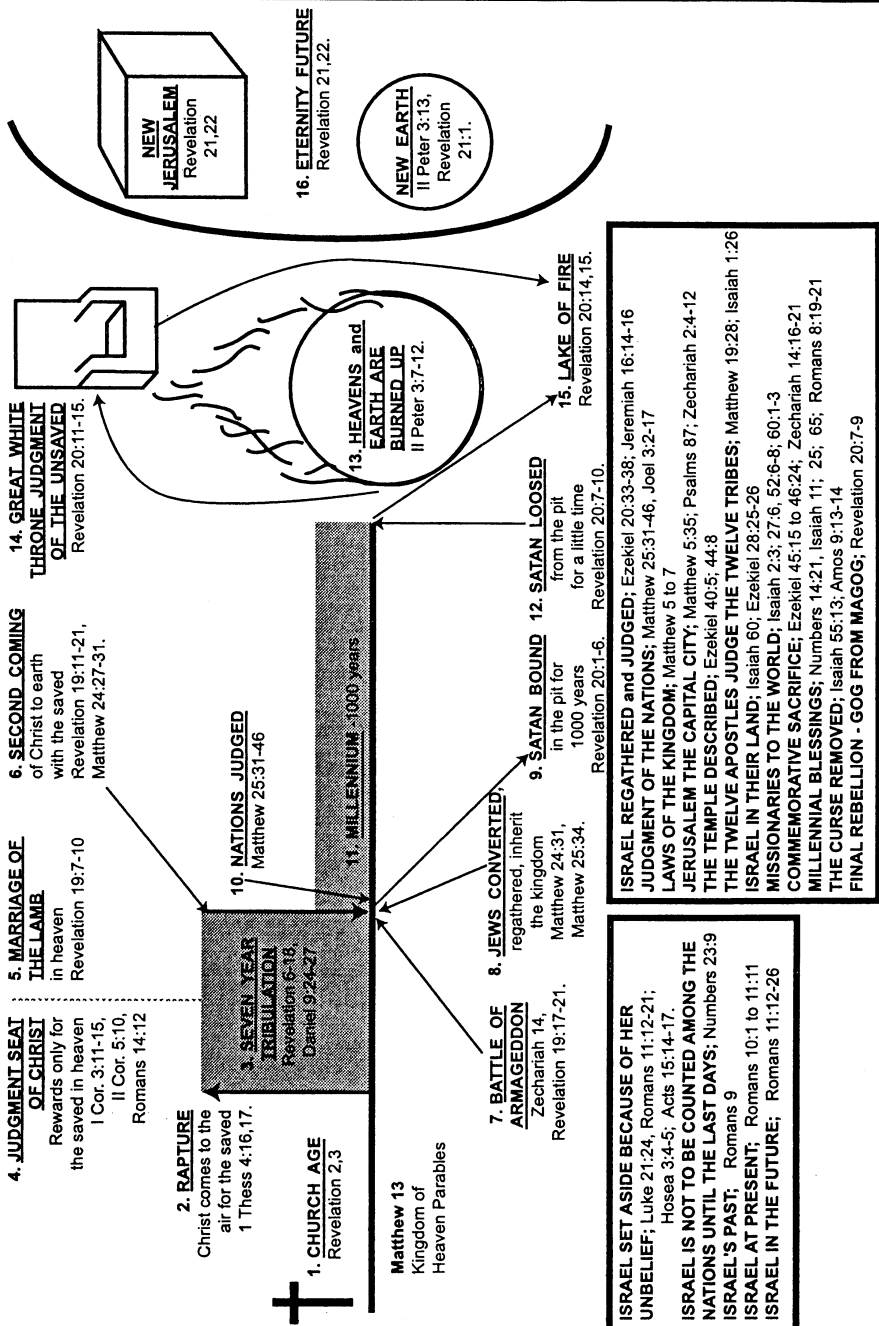 4. JUDGMENT SEAT
OF CHRIST
Rewards only for
the saved in heaven
I Cor. 3:11-15,
II Cor. 5:10,
Romans 14:12
5. MARRIAGE OF
THE LAMB
in heaven
Revelation 19:7-10
6. SECOND COMING
of Christ to earth
with the saved
Revelation 19:11-21,
Matthew 24:27-31.
14. GREAT WHITE
THRONE JUDGMENT
OF THE UNSAVED
Revelation 20:11-15.
NEW
JERUSALEM
Revelation
21,22
2. RAPTURE
Christ comes to the
air for the saved
1 Thess 4:16,17.
3. SEVEN YEAR
TRIBULATION
Revelation 6-18,
Daniel 9:24-27
10. NATIONS JUDGED
Matthew 25:31-46
16. ETERNITY FUTURE
Revelation 21,22.
1. CHURCH AGE
Revelation 2,3
11. MILLENNIUM -1000 years
13. HEAVENS and
EARTH ARE
BURNED UP
II Peter 3:7-12.
NEW EARTH
II Peter 3:13,
Revelation
21:1.
Matthew 13
Kingdom of
Heaven Parables
7. BATTLE OF
ARMAGEDDON
Zechariah 14,
Revelation 19:17-21.
8. JEWS CONVERTED,
regathered, inherit
the kingdom
Matthew 24:31,
Matthew 25:34.
9. SATAN BOUND
in the pit for
1000 years
Revelation 20:1-6.
12. SATAN LOOSED
from the pit
for a little time
Revelation 20:7-10.
15. LAKE OF FIRE
Revelation 20:14,15.
ISRAEL SET ASIDE BECAUSE OF HER
UNBELIEF; Luke 21:24, Romans 11:12-21;
Hosea 3:4-5; Acts 15:14-17.
ISRAEL IS NOT TO BE COUNTED AMONG THE
NATIONS UNTIL THE LAST DAYS; Numbers 23:9
ISRAEL'S PAST; Romans 9
ISRAEL AT PRESENT; Romans 10:1 to 11:11
ISRAEL IN THE FUTURE; Romans 11:12-26
ISRAEL REGATHERED and JUDGED; Ezekiel 20:33-38; Jeremiah 16:14-16
JUDGMENT OF THE NATIONS; Matthew 25:31-46, Joel 3:2-17
LAWS OF THE KINGDOM; Matthew 5 to 7
JERUSALEM THE CAPITAL CITY; Matthew 5:35; Psalms 87; Zechariah 2:4-12
THE TEMPLE DESCRIBED; Ezekiel 40:5; 44:8
THE TWELVE APOSTLES JUDGE THE TWELVE TRIBES; Matthew 19:28; Isaiah 1:26
ISRAEL IN THEIR LAND; Isaiah 60; Ezekiel 28:25-26
MISSIONARIES TO THE WORLD; Isaiah 2:3; 27:6, 52:6-8; 60:1-3
COMMEMORATIVE SACRIFICE; Ezekiel 45:15 to 46:24; Zechariah 14:16-21
MILLENNIAL BLESSINGS; Numbers 14:21, Isaiah 11; 25; 65; Romans 8:19-21
THE CURSE REMOVED; Isaiah 55:13; Amos 9:13-14
FINAL REBELLION - GOG FROM MAGOG; Revelation 20:7-9